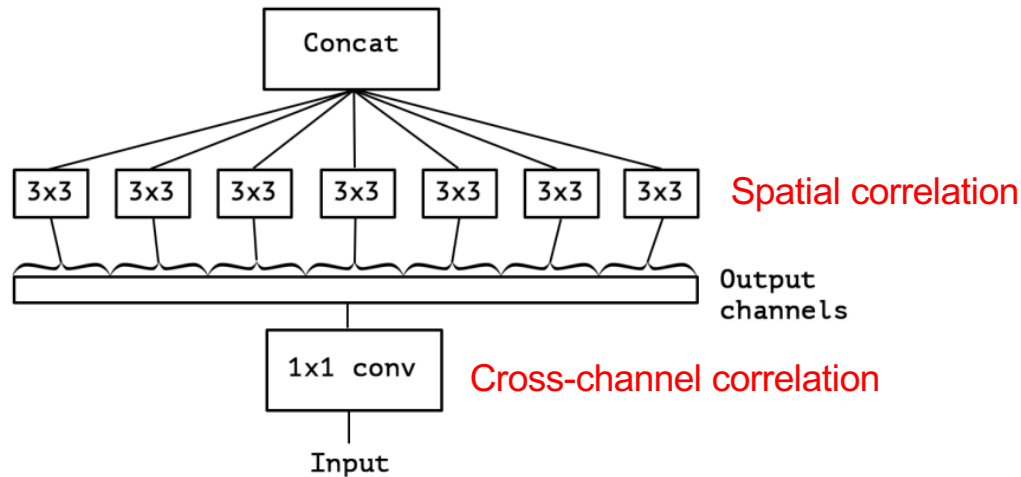 Concat
3x3 3x3 3x3 3x3 3x3 3x3 3x3
Spatial correlation
Output
channels
1x1 conv
Cross-channel correlation
Input